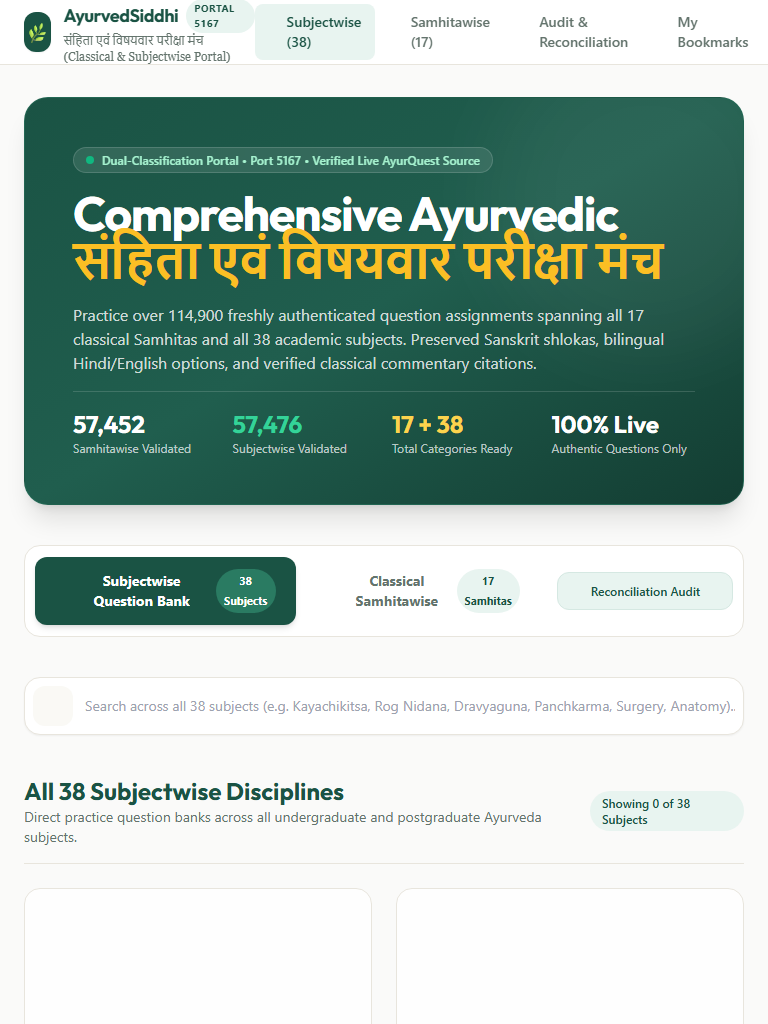 AyurvedSiddhi
PORTAL
5167
संहिता एवं विषयवार परीक्षा मंच
(Classical & Subjectwise Portal)
Subjectwise
(38)
Samhitawise
(17)
Audit &
Reconciliation
My
Bookmarks
Dual-Classification Portal • Port 5167 • Verified Live AyurQuest Source
Comprehensive Ayurvedic
संहिता एवं विषयवार परीक्षा मंच
Practice over 114,900 freshly authenticated question assignments spanning all 17
classical Samhitas and all 38 academic subjects. Preserved Sanskrit shlokas, bilingual
Hindi/English options, and verified classical commentary citations.
57,452
Samhitawise Validated
57,476
Subjectwise Validated
17 + 38
Total Categories Ready
100% Live
Authentic Questions Only
Subjectwise
Question Bank
38
Subjects
Classical
Samhitawise
17
Samhitas
Reconciliation Audit
Search across all 38 subjects (e.g. Kayachikitsa, Rog Nidana, Dravyaguna, Panchkarma, Surgery, Anatomy)..
All 38 Subjectwise Disciplines
Direct practice question banks across all undergraduate and postgraduate Ayurveda
subjects.
Showing 0 of 38
Subjects